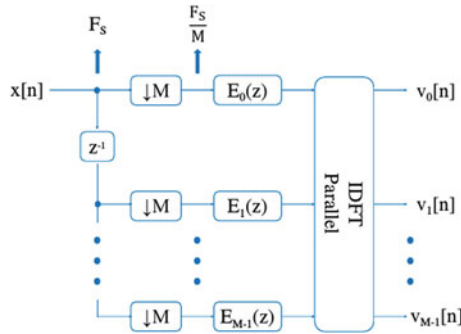 F_S
F_S
M
x[n]
↓M
E_0(z)
v_0[n]
z^-1
↓M
E_1(z)
v_1[n]
IDFT
Parallel
↓M
E_M-1(z)
v_M-1[n]